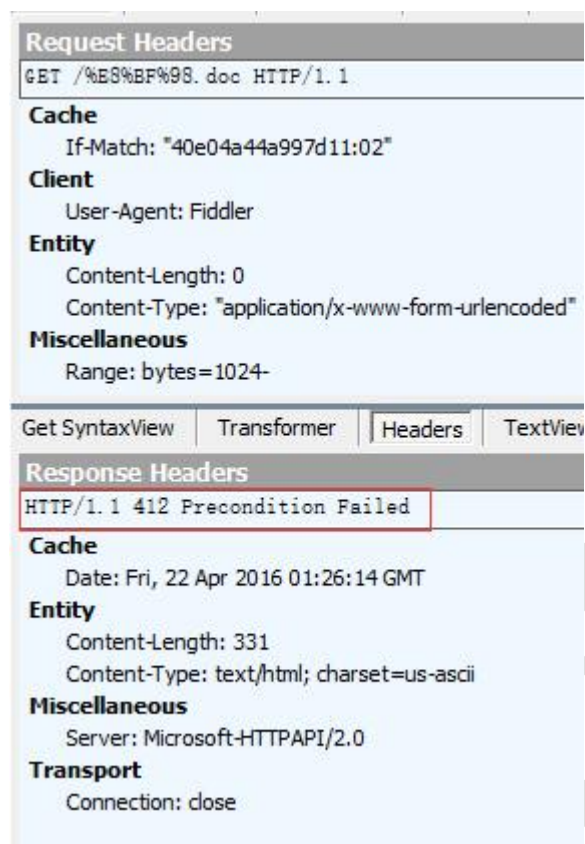 Request Headers
GET /%E8%BF%98.doc HTTP/1.1
Cache
If-Match: "40e04a44a997d11:02"
Client
User-Agent: Fiddler
Entity
Content-Length: 0
Content-Type: "application/x-www-form-urlencoded"
Miscellaneous
Range: bytes=1024-
Get SyntaxView Transformer Headers TextView
Response Headers
HTTP/1.1 412 Precondition Failed
Cache
Date: Fri, 22 Apr 2016 01:26:14 GMT
Entity
Content-Length: 331
Content-Type: text/html; charset=us-ascii
Miscellaneous
Server: Microsoft-HTTPAPI/2.0
Transport
Connection: close